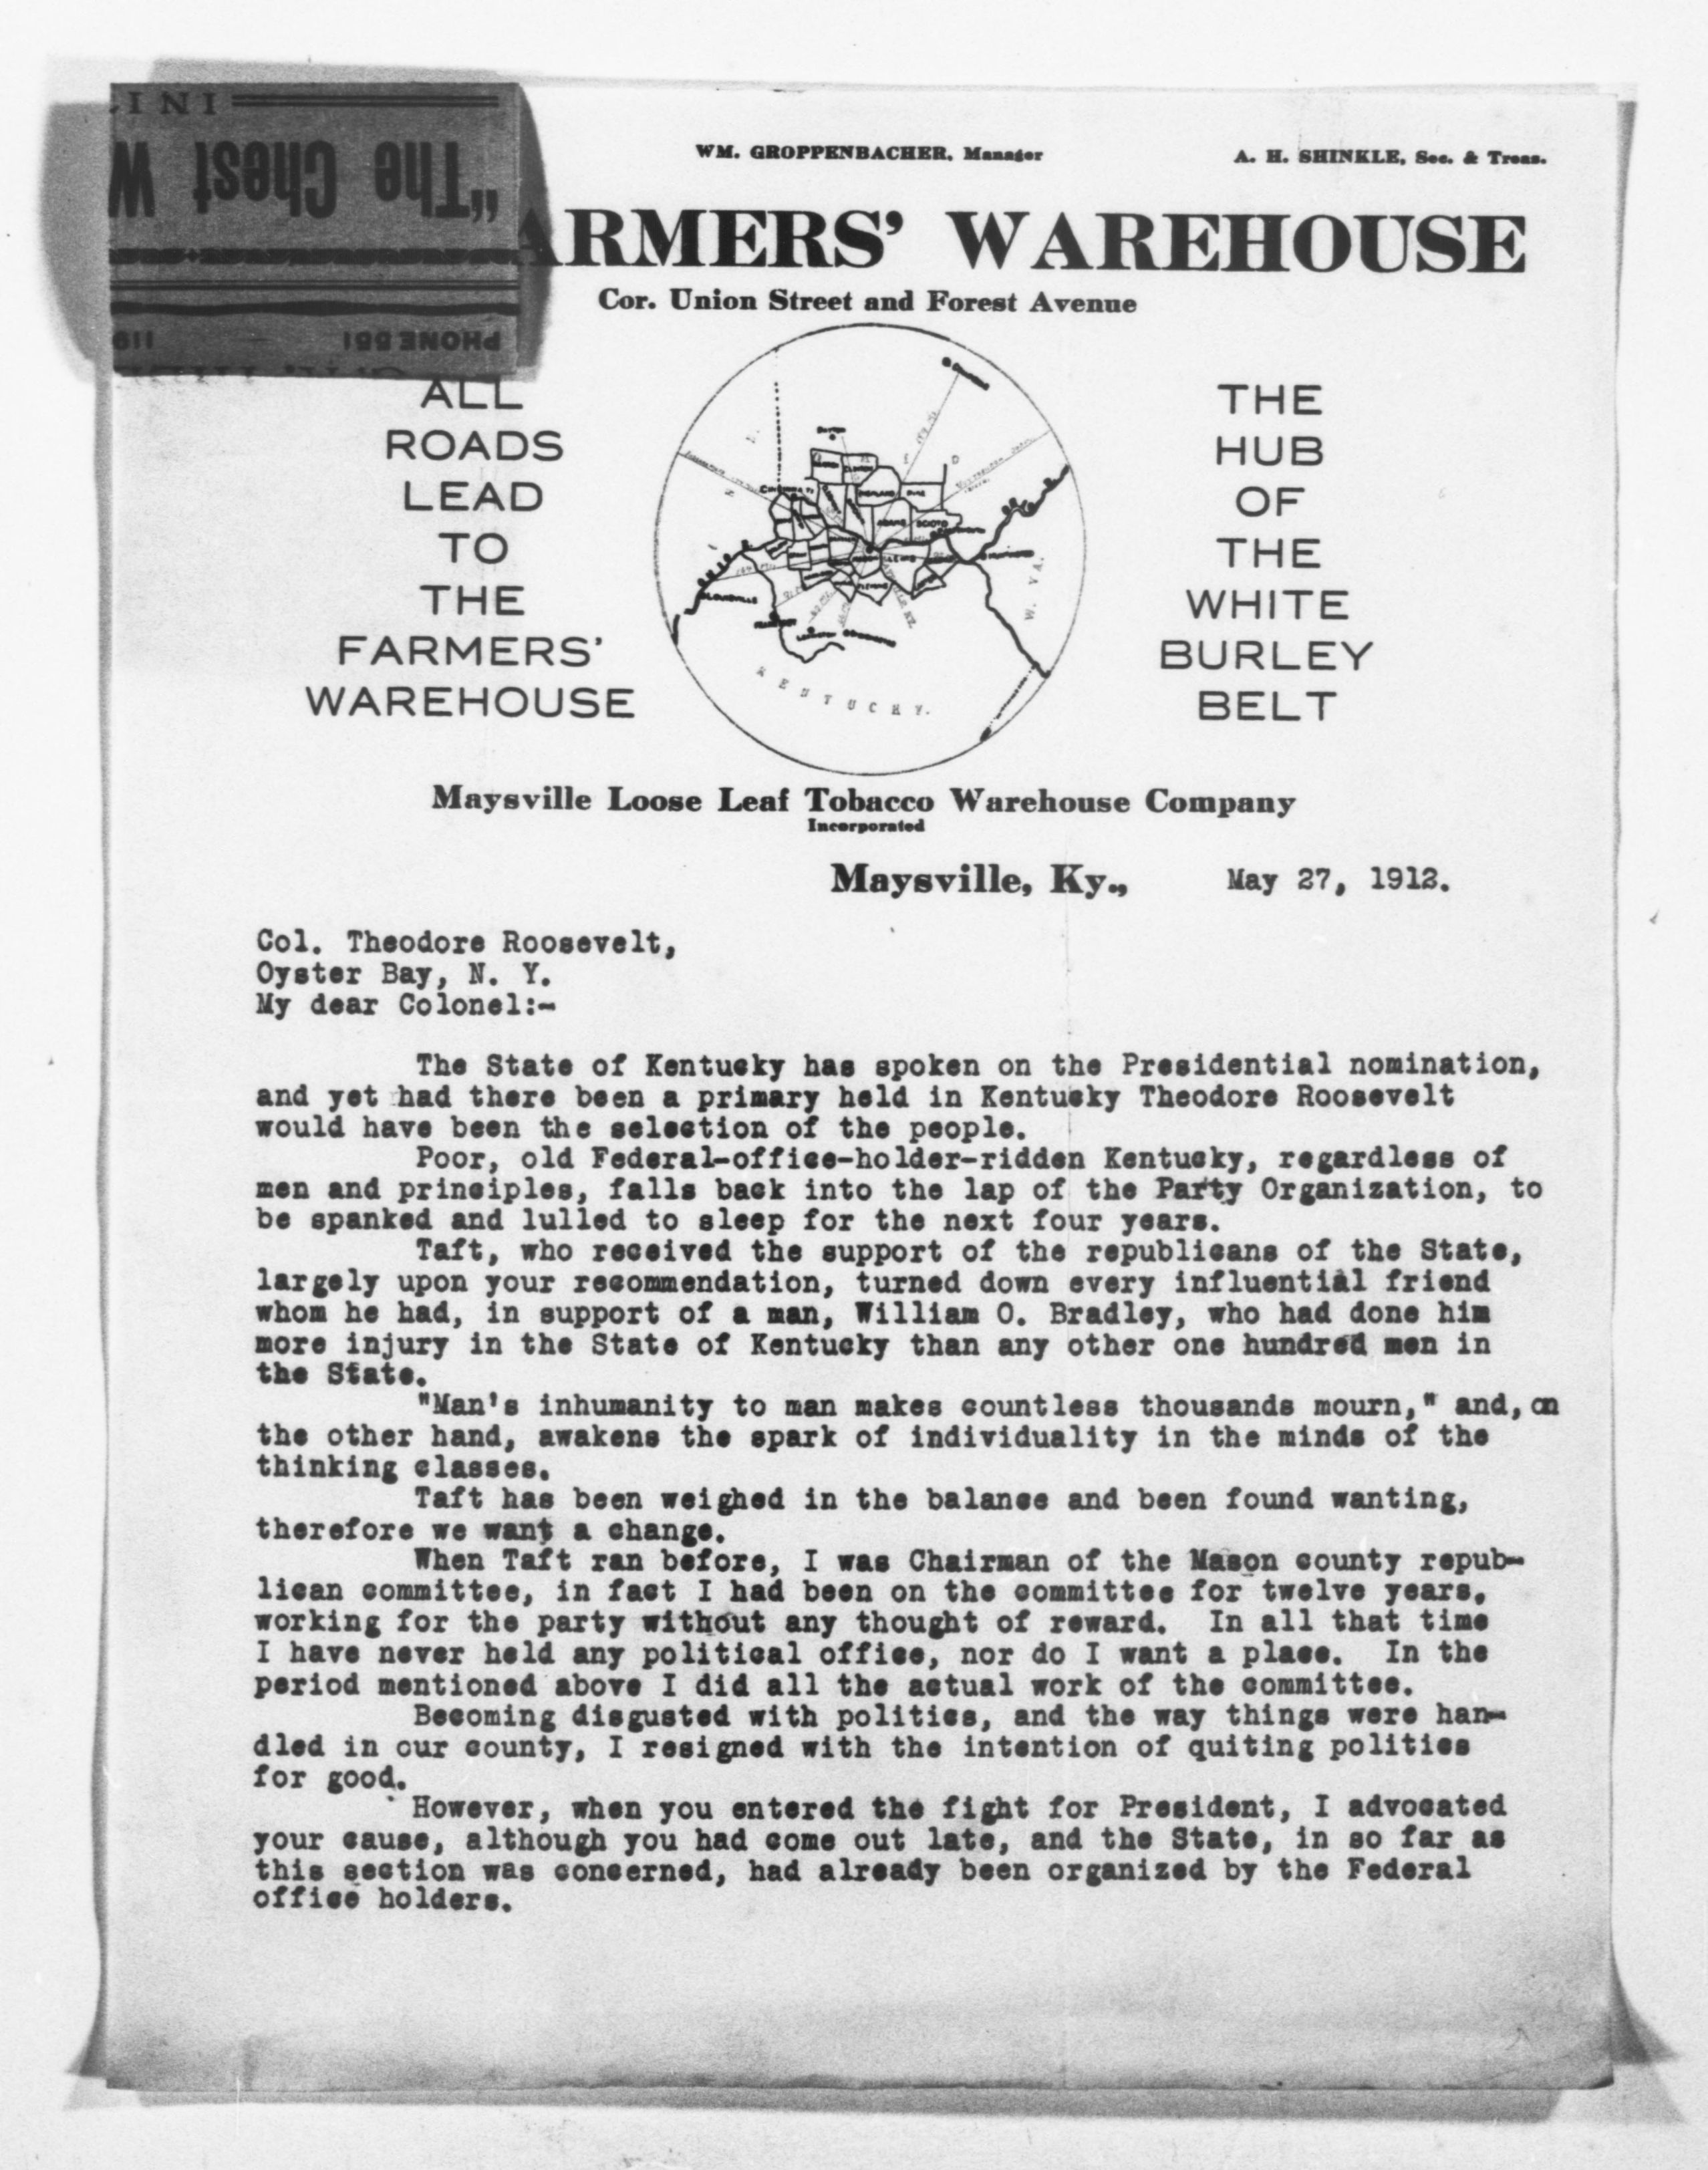 INI
"The Chest W
PHONE 551
119
WM. GROPPENBACHER, Manager
A. H. SHINKLE, Sec. & Treas.
ARMERS' WAREHOUSE
Cor. Union Street and Forest Avenue
ALL
ROADS
LEAD
TO
THE
FARMERS'
WAREHOUSE
KENTUCKY.
W. VA.
THE
HUB
OF
THE
WHITE
BURLEY
BELT
Maysville Loose Leaf Tobacco Warehouse Company
Incorporated
Maysville, Ky., May 27, 1912.
Col. Theodore Roosevelt,
Oyster Bay, N. Y.
My dear Colonel:-
The State of Kentucky has spoken on the Presidential nomination,
and yet had there been a primary held in Kentucky Theodore Roosevelt
would have been the selection of the people.
Poor, old Federal-office-holder-ridden Kentucky, regardless of
men and principles, falls back into the lap of the Party Organization, to
be spanked and lulled to sleep for the next four years.
Taft, who received the support of the republicans of the State,
largely upon your recommendation, turned down every influential friend
whom he had, in support of a man, William O. Bradley, who had done him
more injury in the State of Kentucky than any other one hundred men in
the State.
"Man's inhumanity to man makes countless thousands mourn," and, on
the other hand, awakens the spark of individuality in the minds of the
thinking classes.
Taft has been weighed in the balance and been found wanting,
therefore we want a change.
When Taft ran before, I was Chairman of the Mason county repub-
lican committee, in fact I had been on the committee for twelve years,
working for the party without any thought of reward. In all that time
I have never held any political office, nor do I want a place. In the
period mentioned above I did all the actual work of the committee.
Becoming disgusted with politics, and the way things were han-
dled in our county, I resigned with the intention of quiting politics
for good.
However, when you entered the fight for President, I advocated
your cause, although you had come out late, and the State, in so far as
this section was concerned, had already been organized by the Federal
office holders.